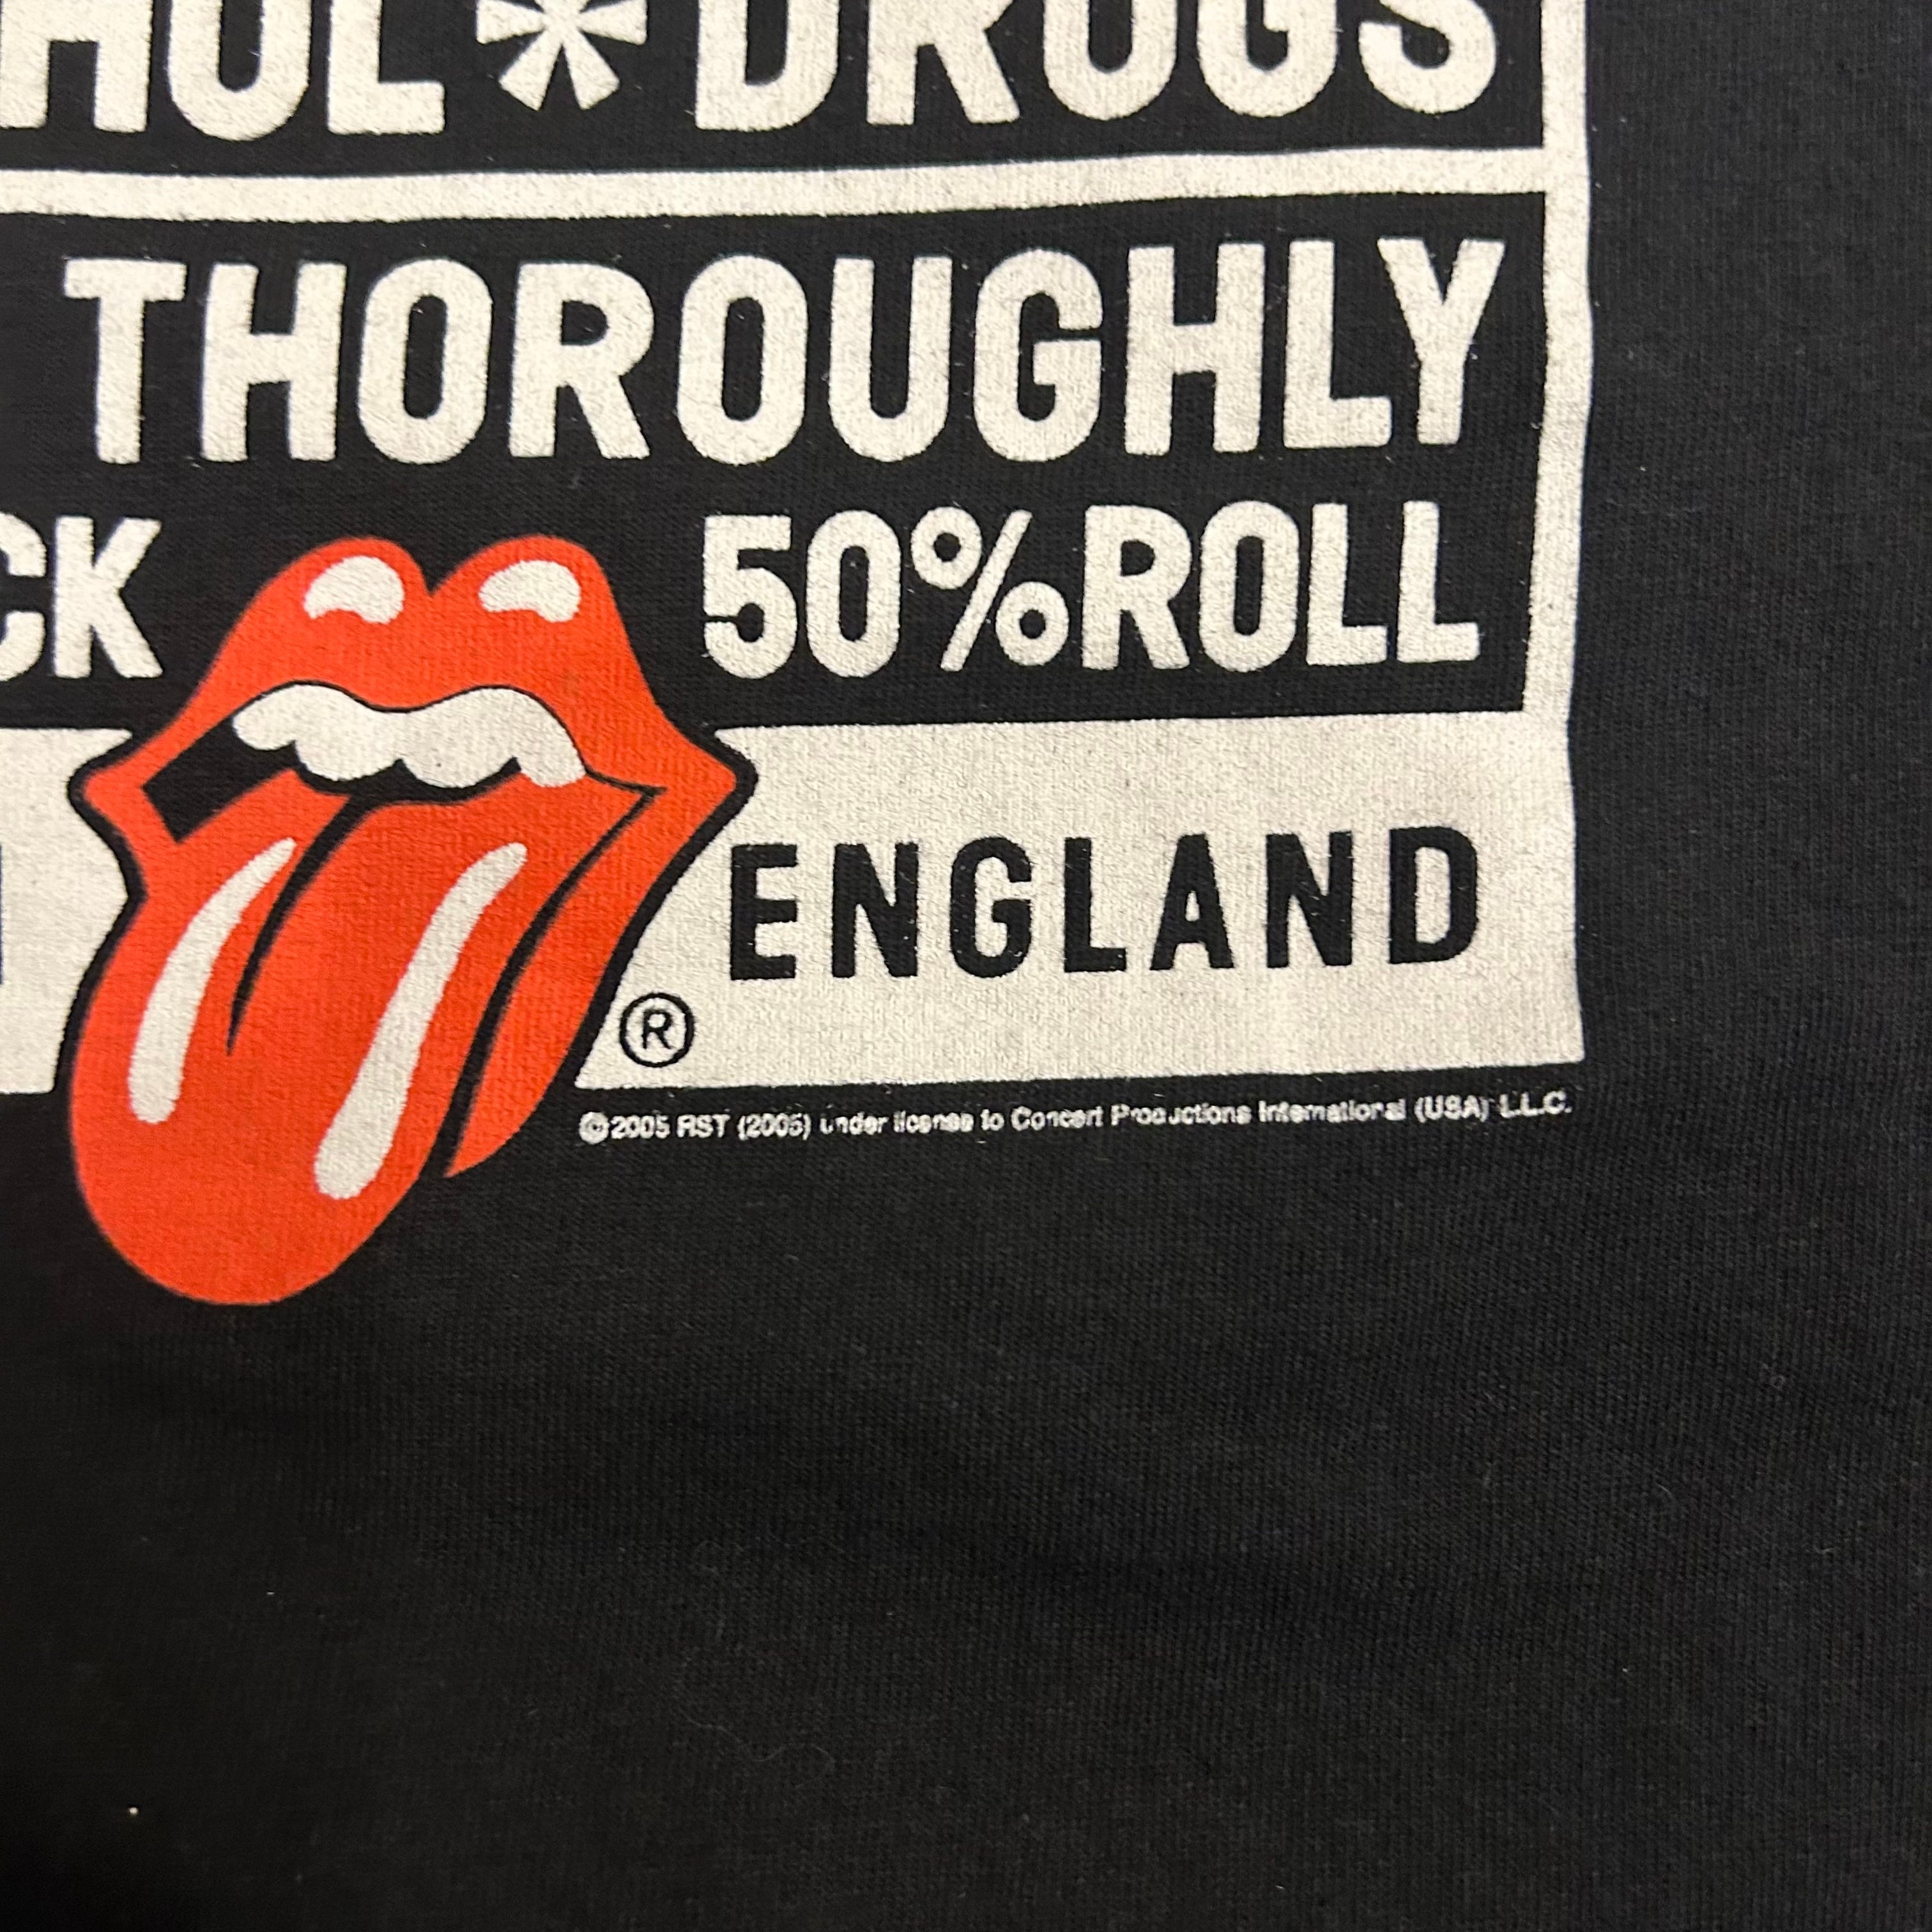 HOL*DRUGS
THOROUGHLY
CK 50%ROLL
ENGLAND
®
©2005 RST (2005) under license to Concert Productions International (USA) L.L.C.